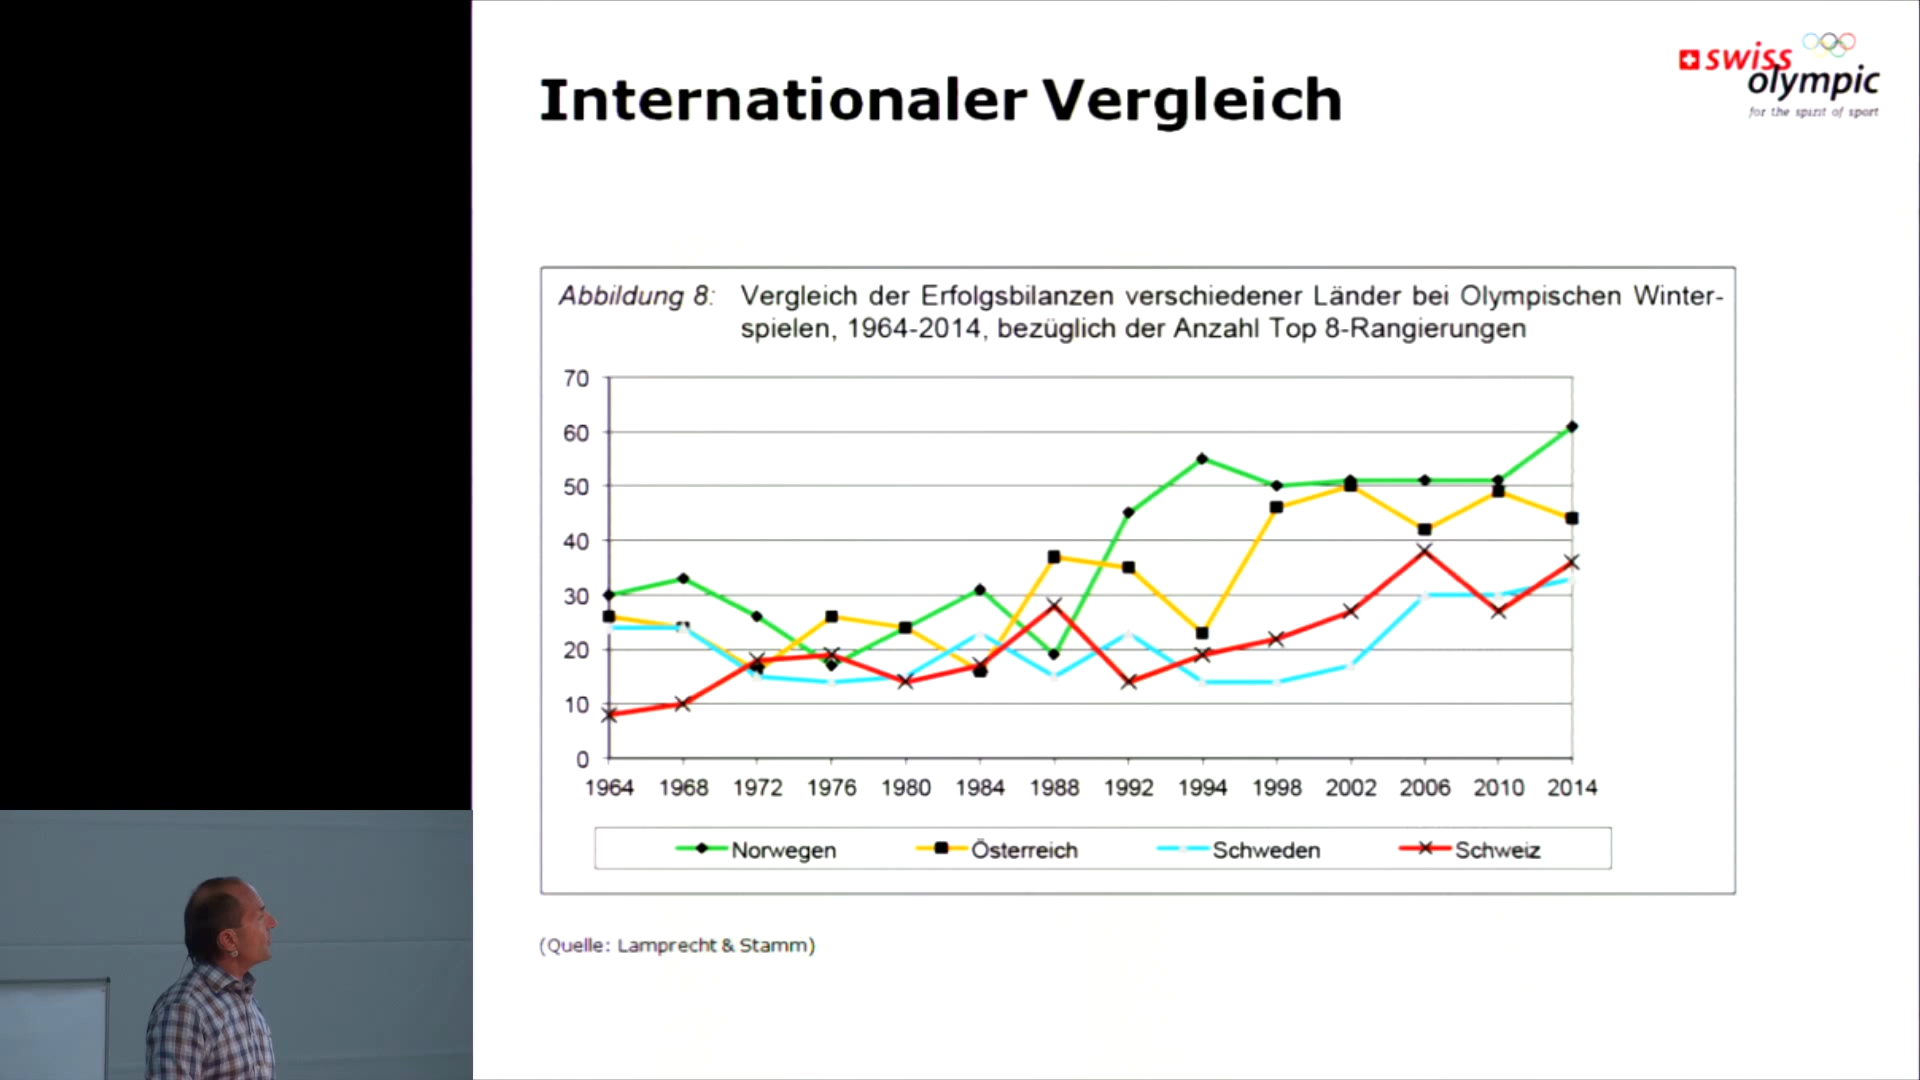 Internationaler Vergleich
swiss
olympic
for the spirit of sport
Abbildung 8: Vergleich der Erfolgsbilanzen verschiedener Länder bei Olympischen Winter-
spielen, 1964-2014, bezüglich der Anzahl Top 8-Rangierungen
70
60
50
40
30
20
10
0
1964 1968 1972 1976 1980 1984 1988 1992 1994 1998 2002 2006 2010 2014
Norwegen Österreich Schweden Schweiz
(Quelle: Lamprecht & Stamm)